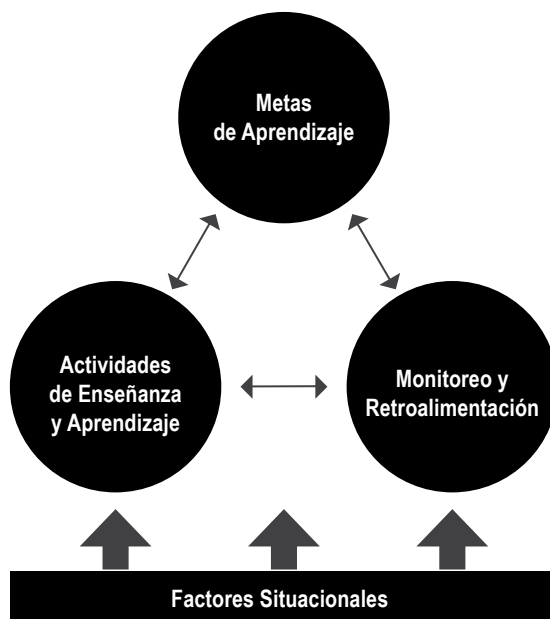 Metas
de Aprendizaje
Actividades
de Enseñanza
y Aprendizaje
Monitoreo y
Retroalimentación
Factores Situacionales